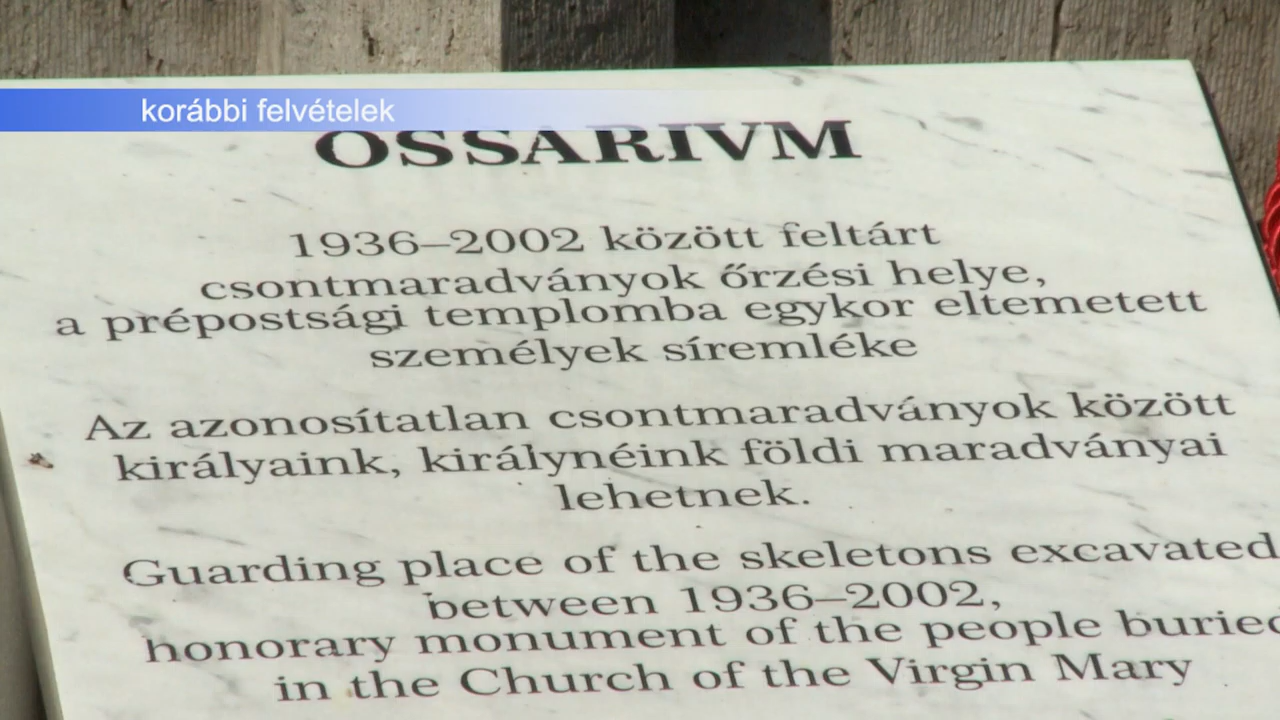 korábbi felvételek
OSSARIVM
1936–2002 között feltárt
csontmaradványok őrzési helye,
a prépostsági templomba egykor eltemetett
személyek síremléke
Az azonosítatlan csontmaradványok között
királyaink, királynéink földi maradványai
lehetnek.
Guarding place of the skeletons excavated
between 1936–2002,
honorary monument of the people buried
in the Church of the Virgin Mary